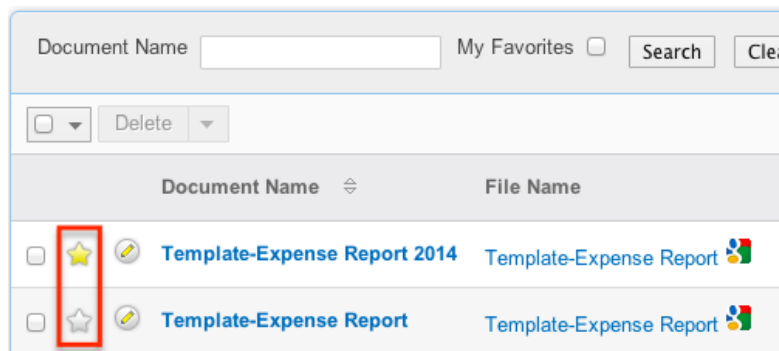 Document Name My Favorites Search
Delete
Document Name File Name
Template-Expense Report 2014 Template-Expense Report
Template-Expense Report Template-Expense Report